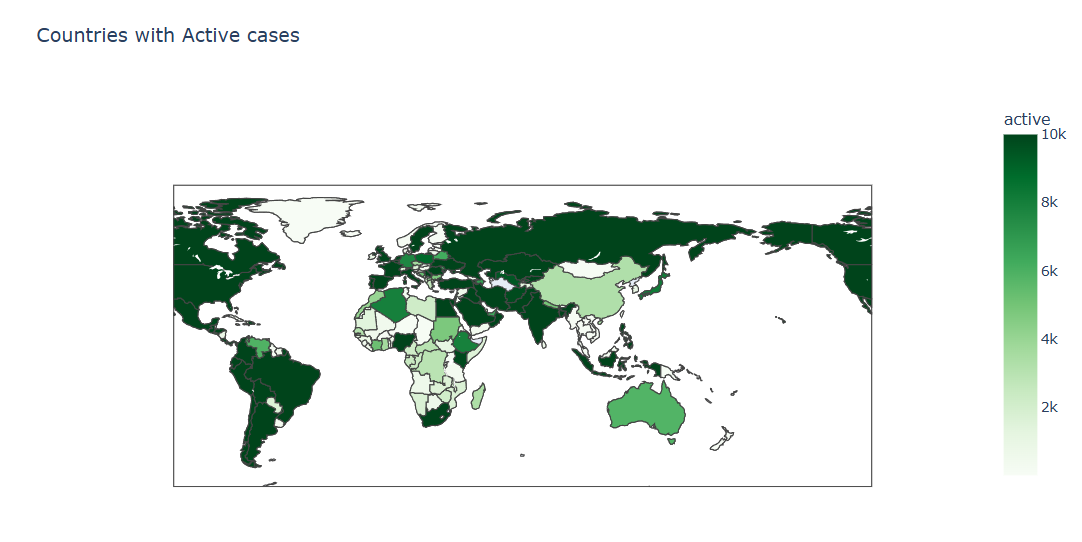 Countries with Active cases
active
10k
8k
6k
4k
2k